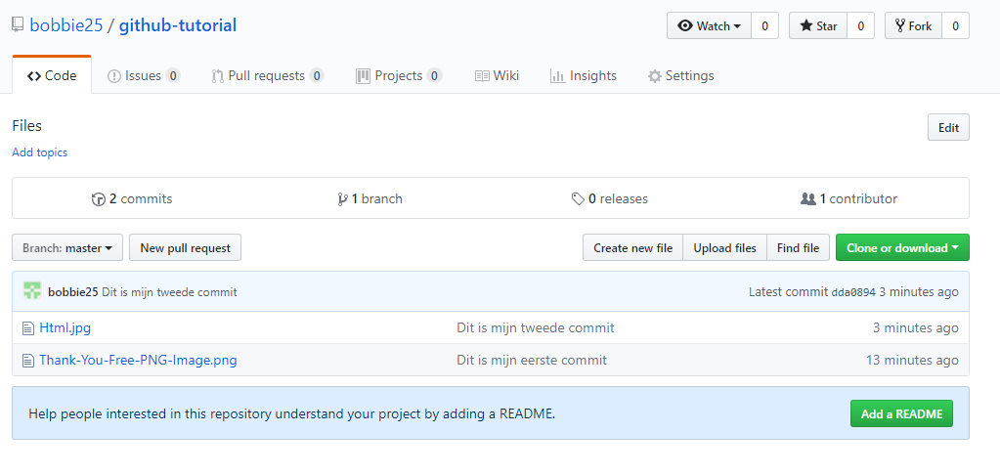 bobbie25 / github-tutorial Watch 0 Star 0 Fork 0
Code Issues 0 Pull requests 0 Projects 0 Wiki Insights Settings
Files Edit
Add topics
2 commits 1 branch 0 releases 1 contributor
Branch: master New pull request Create new file Upload files Find file Clone or download
bobbie25 Dit is mijn tweede commit Latest commit dda0894 3 minutes ago
Html.jpg Dit is mijn tweede commit 3 minutes ago
Thank-You-Free-PNG-Image.png Dit is mijn eerste commit 13 minutes ago
Help people interested in this repository understand your project by adding a README. Add a README